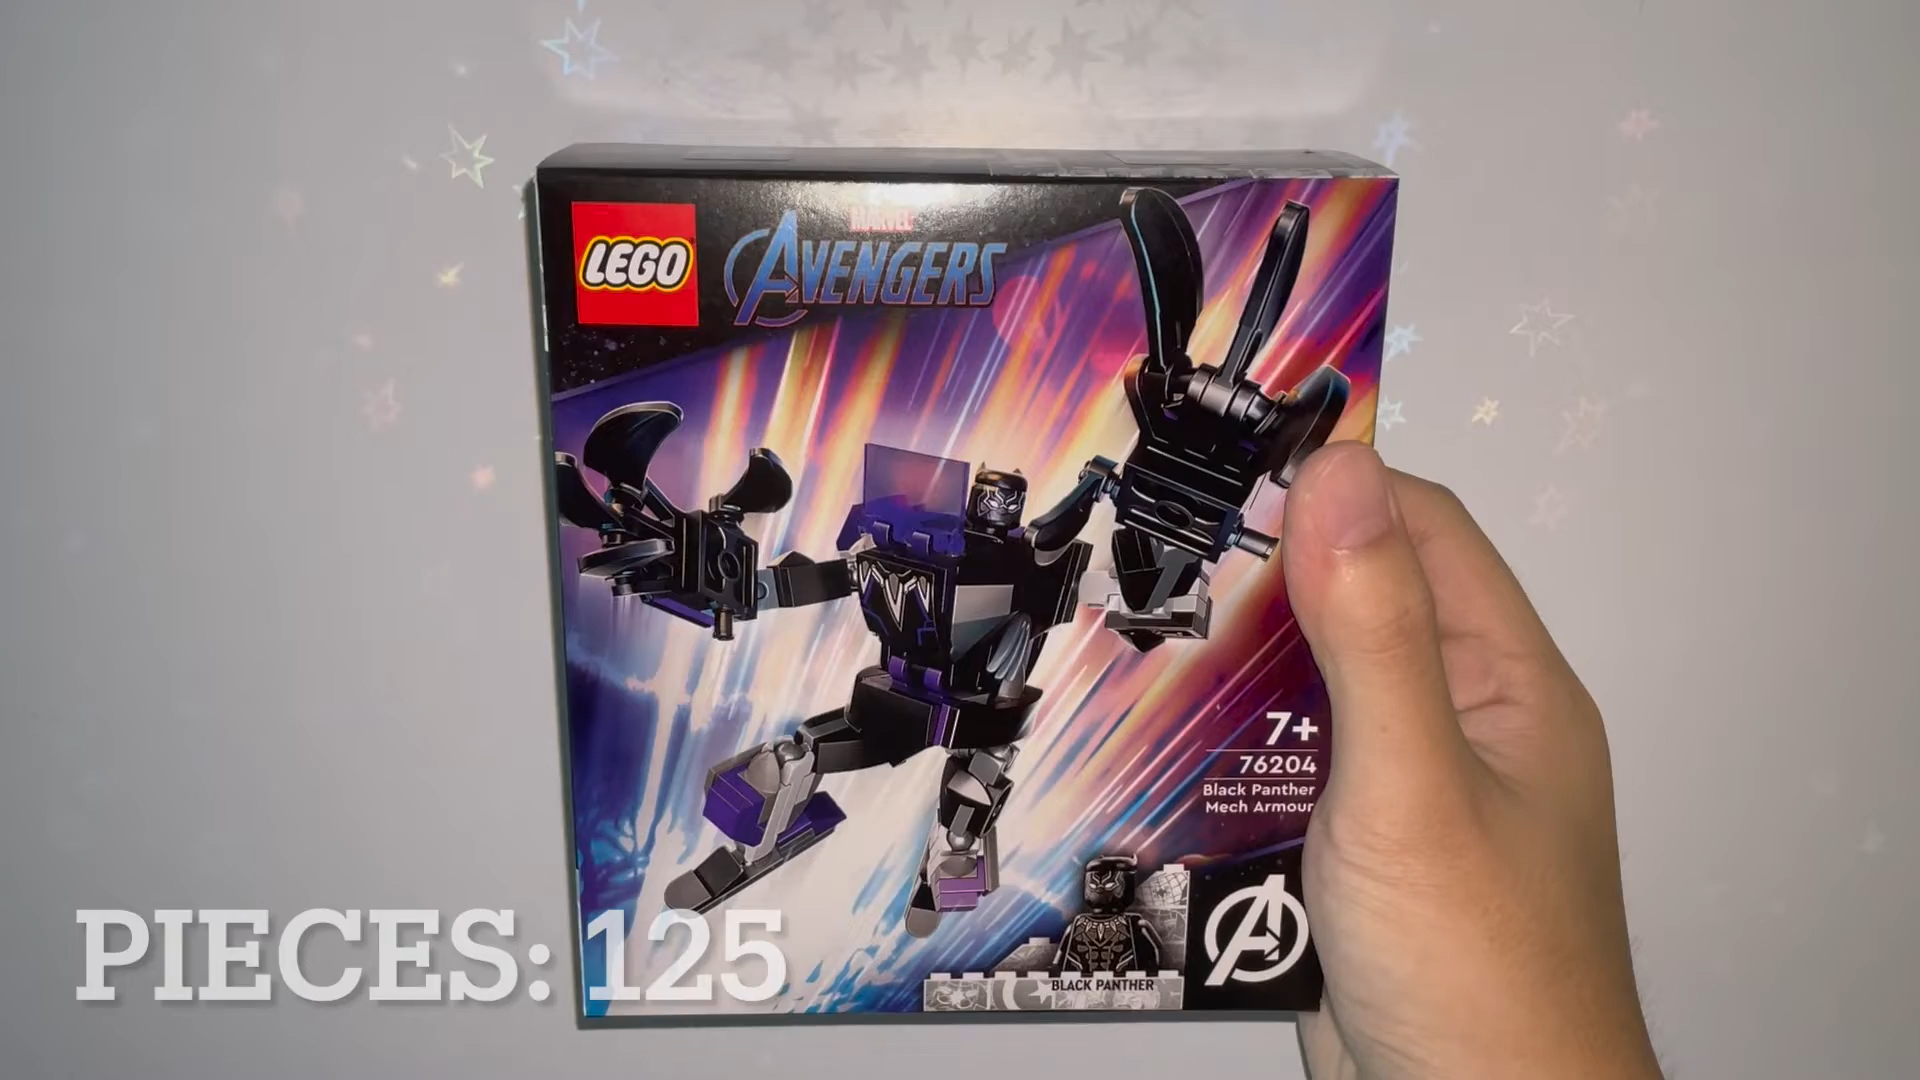 LEGO
MARVEL
AVENGERS
7+
76204
Black Panther
Mech Armour
BLACK PANTHER
PIECES: 125